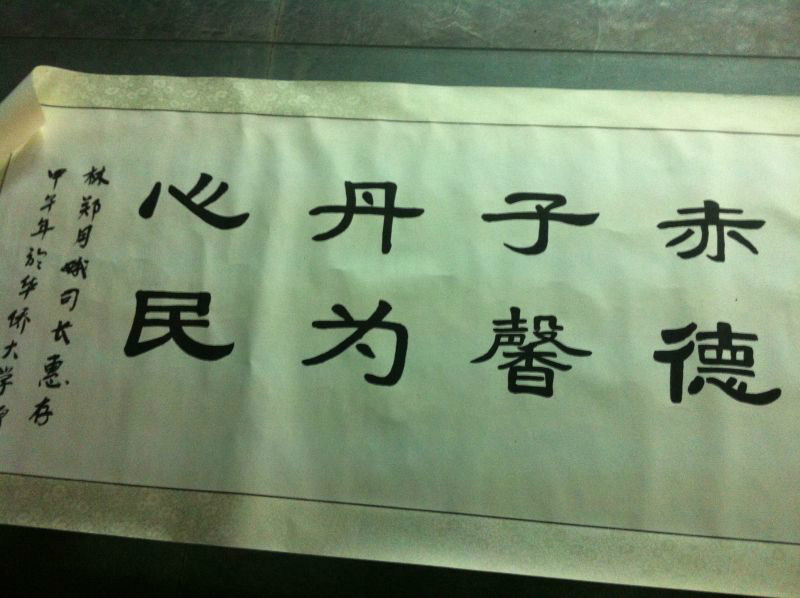 赤子丹心
德馨为民
林郑月娥司长惠存
甲午年於华侨大学